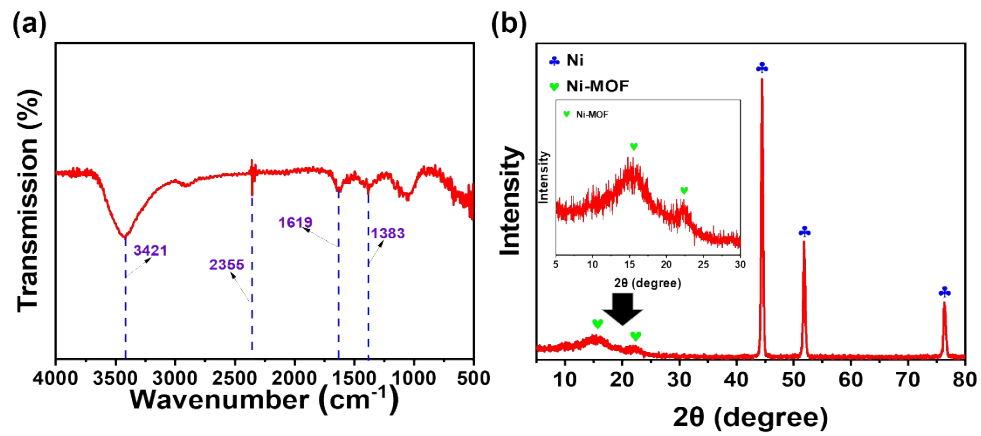 (a)
Transmission (%)
3421
2355
1619
1383
4000 3500 3000 2500 2000 1500 1000 500
Wavenumber (cm⁻¹)
(b)
Intensity
♣ Ni
♥ Ni-MOF
♥ Ni-MOF
Intensity
5 10 15 20 25 30
2θ (degree)
10 20 30 40 50 60 70 80
2θ (degree)